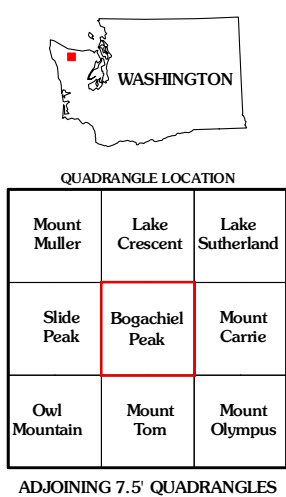 WASHINGTON
QUADRANGLE LOCATION
Mount
Muller
Lake
Crescent
Lake
Sutherland
Slide
Peak
Bogachiel
Peak
Mount
Carrie
Owl
Mountain
Mount
Tom
Mount
Olympus
ADJOINING 7.5' QUADRANGLES